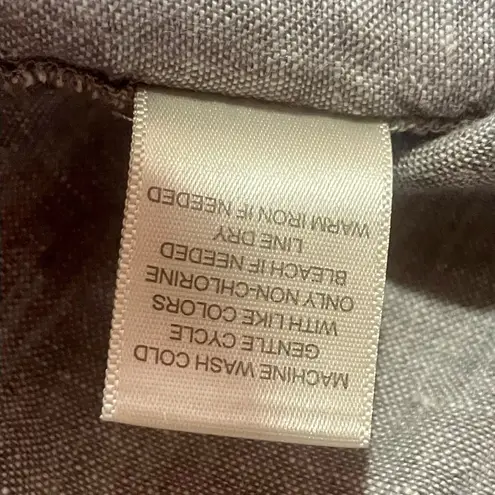 MACHINE WASH COLD
GENTLE CYCLE
WITH LIKE COLORS
ONLY NON-CHLORINE
BLEACH IF NEEDED
LINE DRY
WARM IRON IF NEEDED